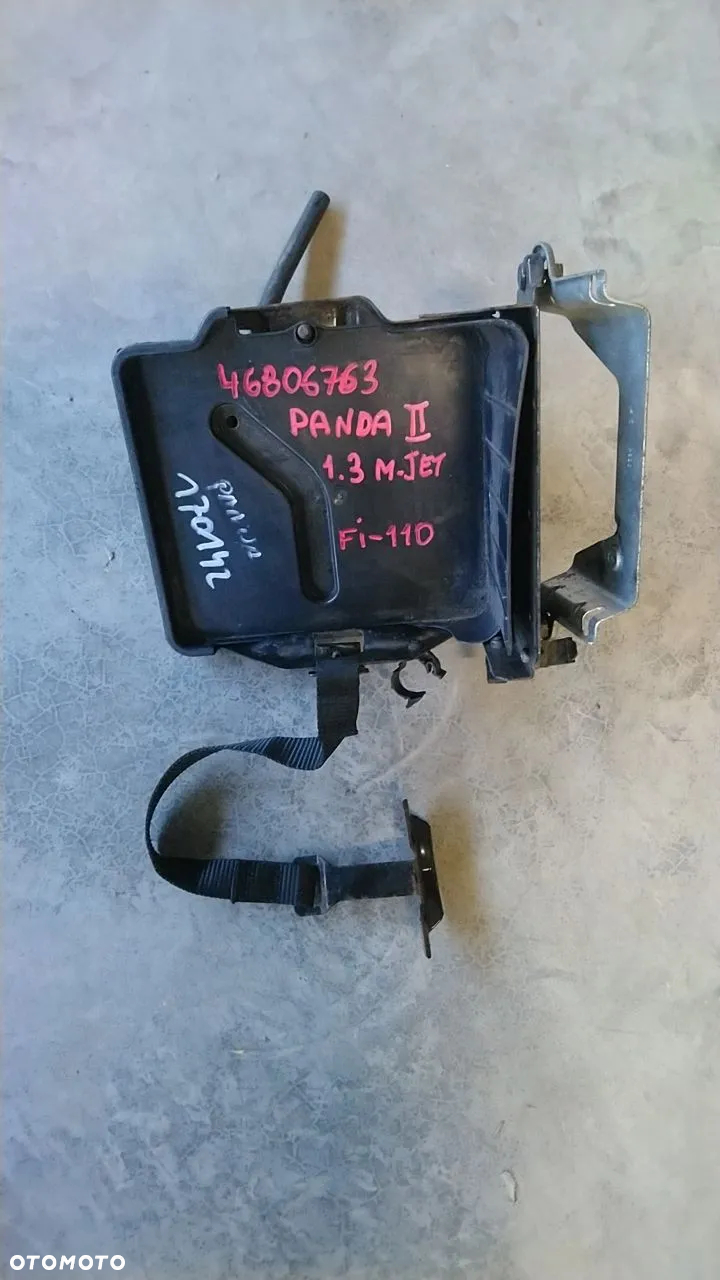 46806763
PANDA II
1.3 M-JET
Fi-110
170142
OTOMOTO